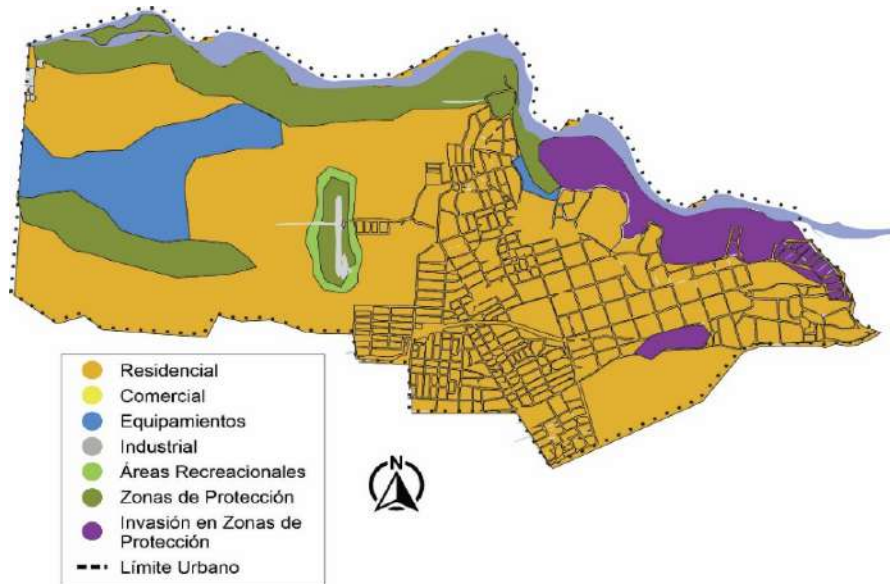 Residencial
Comercial
Equipamientos
Industrial
Áreas Recreacionales
Zonas de Protección
Invasión en Zonas de
Protección
Límite Urbano
N